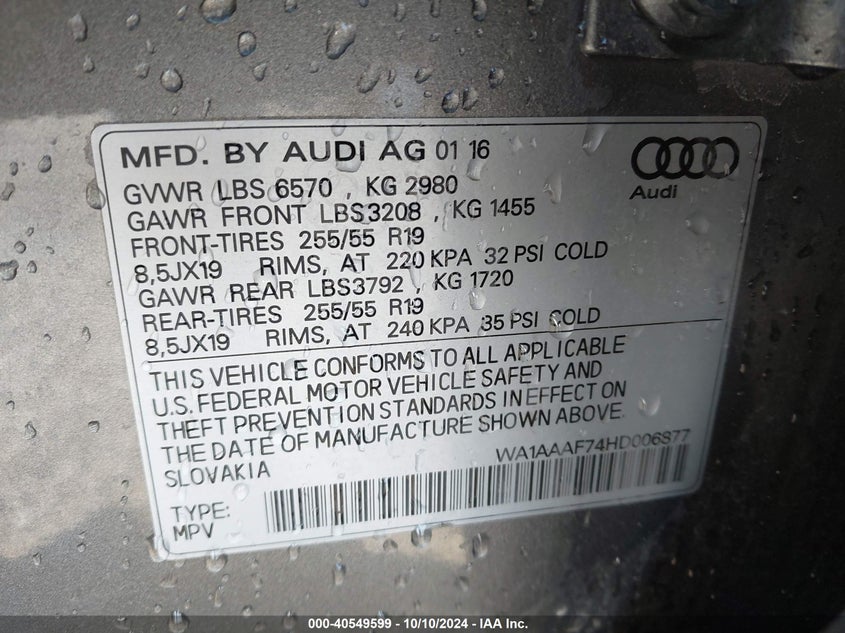 MFD. BY AUDI AG 01 16
Audi
GVWR LBS 6570 , KG 2980
GAWR FRONT LBS3208 , KG 1455
FRONT-TIRES 255/55 R19
8,5JX19 RIMS, AT 220 KPA 32 PSI COLD
GAWR REAR LBS3792 , KG 1720
REAR-TIRES 255/55 R19
8,5JX19 RIMS, AT 240 KPA 35 PSI COLD
THIS VEHICLE CONFORMS TO ALL APPLICABLE
U.S. FEDERAL MOTOR VEHICLE SAFETY AND
THEFT PREVENTION STANDARDS IN EFFECT ON
THE DATE OF MANUFACTURE SHOWN ABOVE.
SLOVAKIA WA1AAAF74HD006877
TYPE:
MPV
000-40549599 - 10/10/2024 - IAA Inc.